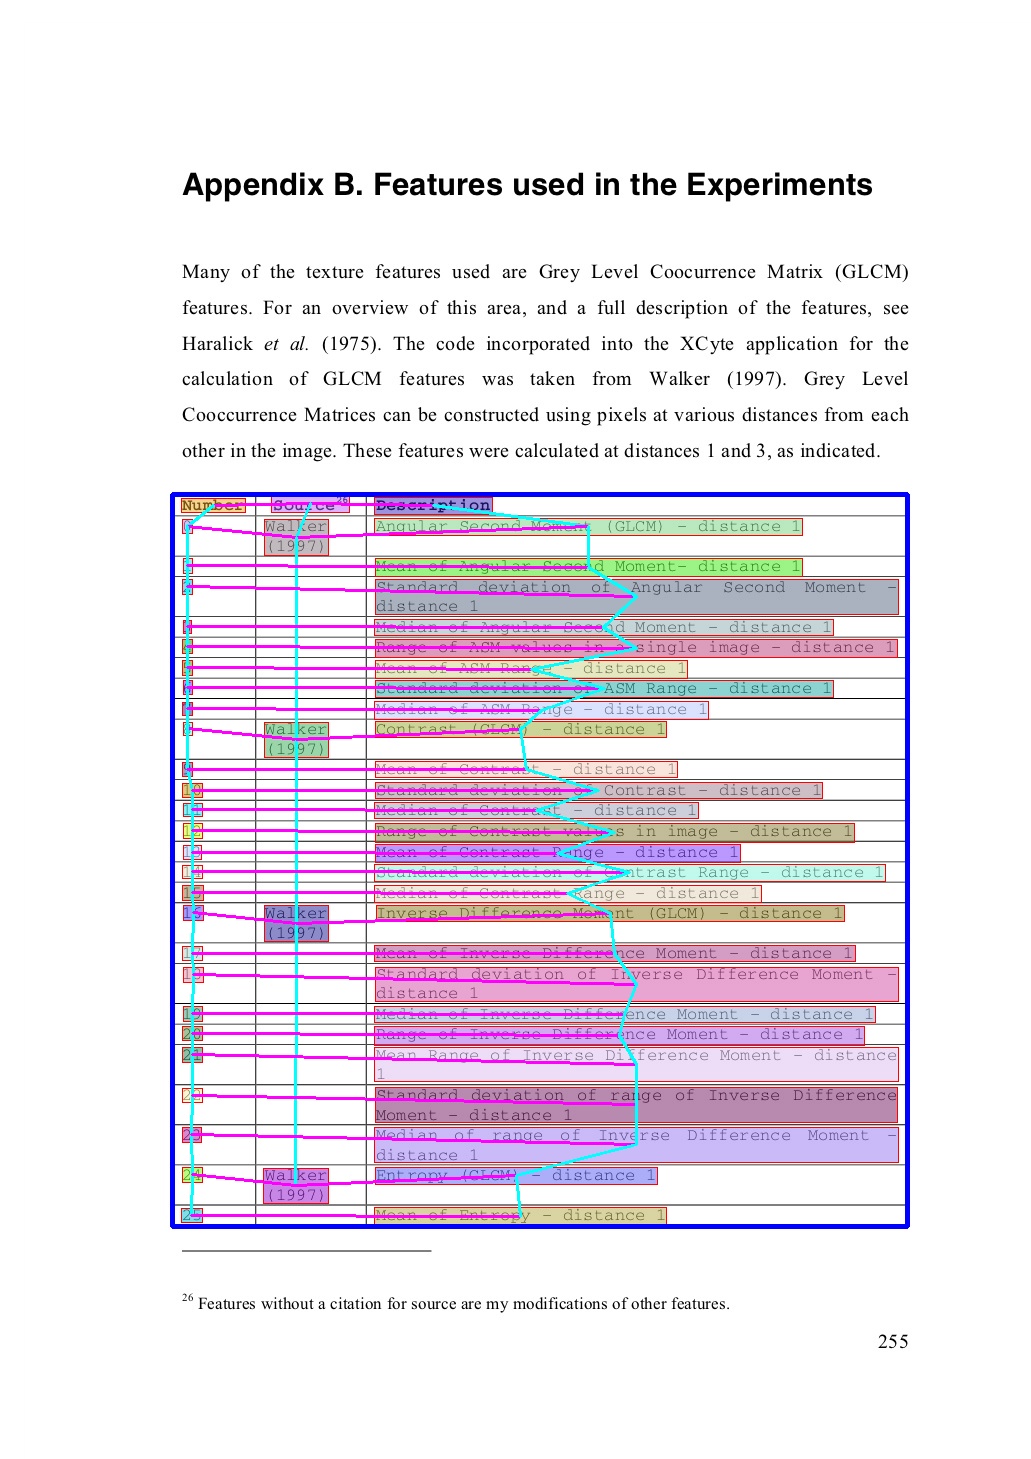 Appendix B. Features used in the Experiments
Many of the texture features used are Grey Level Coocurrence Matrix (GLCM)
features. For an overview of this area, and a full description of the features, see
Haralick et al. (1975). The code incorporated into the XCyte application for the
calculation of GLCM features was taken from Walker (1997). Grey Level
Cooccurrence Matrices can be constructed using pixels at various distances from each
other in the image. These features were calculated at distances 1 and 3, as indicated.
Number Source26 Description
Walker Angular Second Moment (GLCM) – distance 1
(1997)
Mean of Angular Second Moment– distance 1
Standard deviation of Angular Second Moment –
distance 1
Median of Angular Second Moment – distance 1
Range of ASM values in a single image – distance 1
Mean of ASM Range – distance 1
Standard deviation of ASM Range – distance 1
Median of ASM Range – distance 1
Walker Contrast (GLCM) – distance 1
(1997)
Mean of Contrast – distance 1
10 Standard deviation of Contrast – distance 1
11 Median of Contrast – distance 1
12 Range of Contrast values in image – distance 1
13 Mean of Contrast Range – distance 1
14 Standard deviation of Contrast Range – distance 1
15 Median of Contrast Range – distance 1
16 Walker Inverse Difference Moment (GLCM) – distance 1
(1997)
17 Mean of Inverse Difference Moment – distance 1
18 Standard deviation of Inverse Difference Moment –
distance 1
19 Median of Inverse Difference Moment – distance 1
20 Range of Inverse Difference Moment – distance 1
21 Mean Range of Inverse Difference Moment – distance
1
22 Standard deviation of range of Inverse Difference
Moment – distance 1
23 Median of range of Inverse Difference Moment –
distance 1
24 Walker Entropy (GLCM) – distance 1
(1997)
25 Mean of Entropy – distance 1
26 Features without a citation for source are my modifications of other features.
255